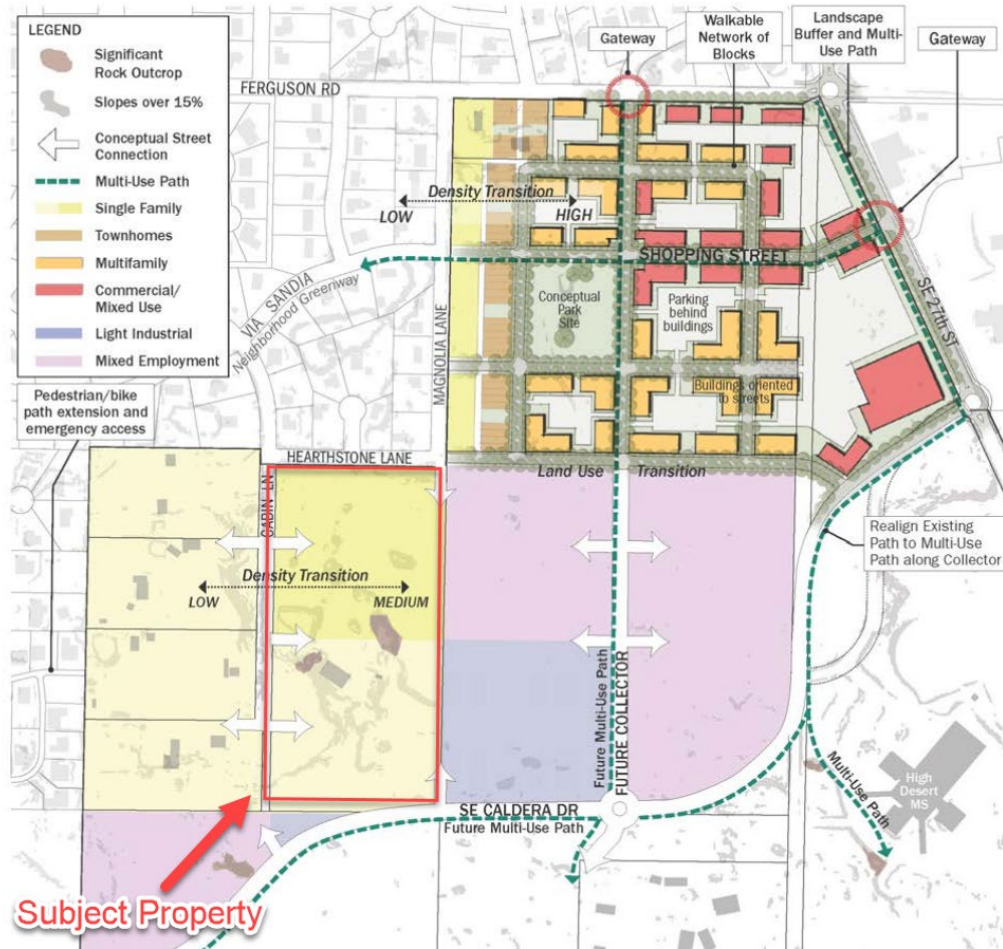 LEGEND
Significant
Rock Outcrop
Slopes over 15%
Conceptual Street
Connection
Multi-Use Path
Single Family
Townhomes
Multifamily
Commercial/
Mixed Use
Light Industrial
Mixed Employment
Gateway
Walkable
Network of
Blocks
Landscape
Buffer and Multi-
Use Path
Gateway
FERGUSON RD
Density Transition
LOW
HIGH
SHOPPING STREET
VIA SANDIA
Neighborhood Greenway
MAGNOLIA LANE
Conceptual
Park
Site
Parking
behind
buildings
Buildings oriented
to streets
SE 27th ST
Pedestrian/bike
path extension and
emergency access
HEARTHSTONE LANE
Land Use Transition
CABIN LN
Realign Existing
Path to Multi-Use
Path along Collector
Density Transition
LOW
MEDIUM
Future Multi-Use Path
FUTURE COLLECTOR
SE CALDERA DR
Future Multi-Use Path
Multi-Use Path
High
Desert
MS
Subject Property